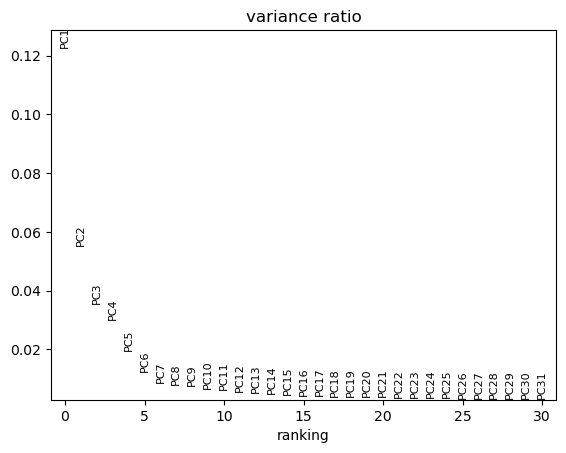 variance ratio
0.12
0.10
0.08
0.06
0.04
0.02
PC1
PC2
PC3
PC4
PC5
PC6
PC7
PC8
PC9
PC10
PC11
PC12
PC13
PC14
PC15
PC16
PC17
PC18
PC19
PC20
PC21
PC22
PC23
PC24
PC25
PC26
PC27
PC28
PC29
PC30
PC31
0 5 10 15 20 25 30
ranking